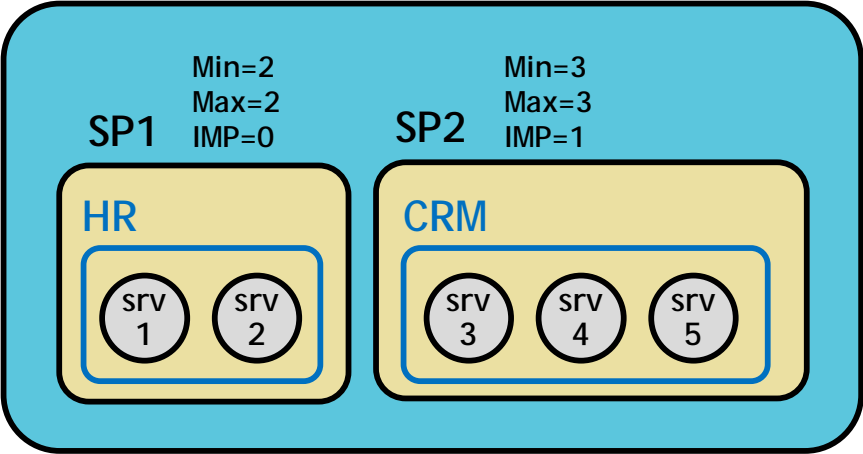 Min=2
Max=2
SP1 IMP=0
Min=3
Max=3
SP2 IMP=1
HR
srv
1
srv
2
CRM
srv
3
srv
4
srv
5